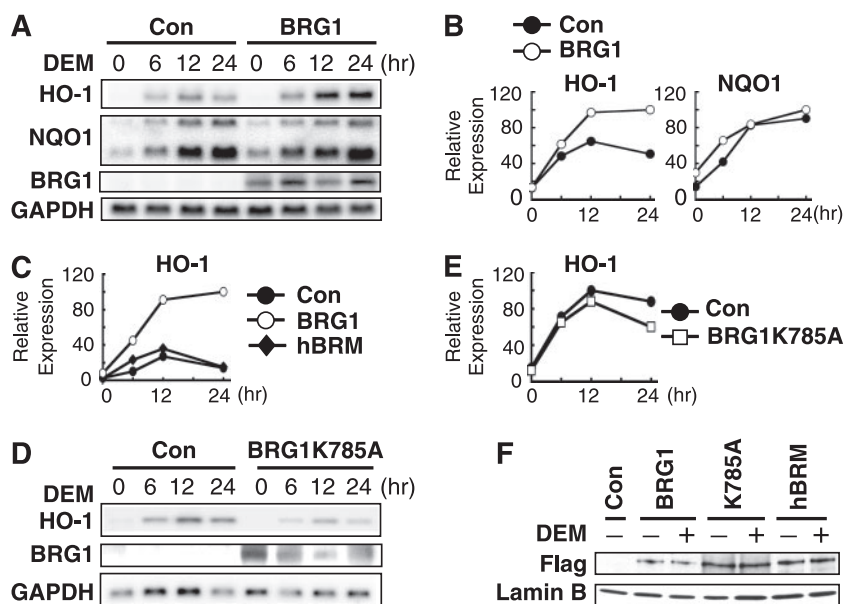 A
Con BRG1
DEM 0 6 12 24 0 6 12 24 (hr)
HO-1
NQO1
BRG1
GAPDH
B
Con
BRG1
HO-1 NQO1
Relative Expression
120 120
80 80
40 40
0 0
0 12 24 0 12 24 (hr)
C
HO-1
Relative Expression
120
80
40
0
0 12 24 (hr)
Con
BRG1
hBRM
E
HO-1
Relative Expression
120
80
40
0
0 12 24 (hr)
Con
BRG1K785A
D
Con BRG1K785A
DEM 0 6 12 24 0 6 12 24 (hr)
HO-1
BRG1
GAPDH
F
Con BRG1 K785A hBRM
DEM – + – + – +
Flag
Lamin B